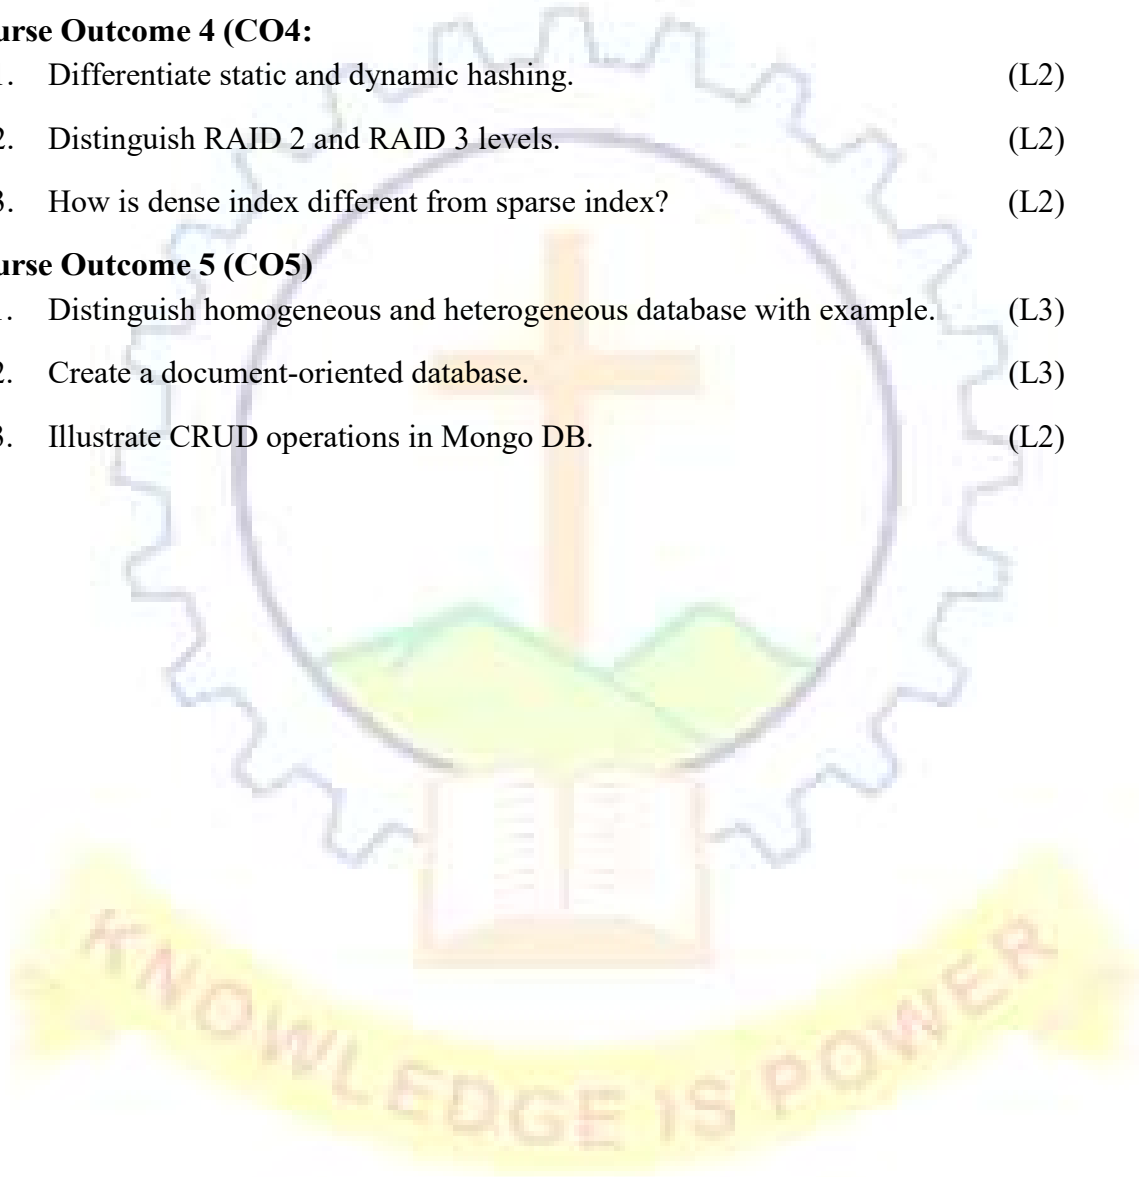 urse Outcome 4 (CO4:
1. Differentiate static and dynamic hashing. (L2)
2. Distinguish RAID 2 and RAID 3 levels. (L2)
3. How is dense index different from sparse index? (L2)
urse Outcome 5 (CO5)
1. Distinguish homogeneous and heterogeneous database with example. (L3)
2. Create a document-oriented database. (L3)
3. Illustrate CRUD operations in Mongo DB. (L2)
KNOWLEDGE IS POWER